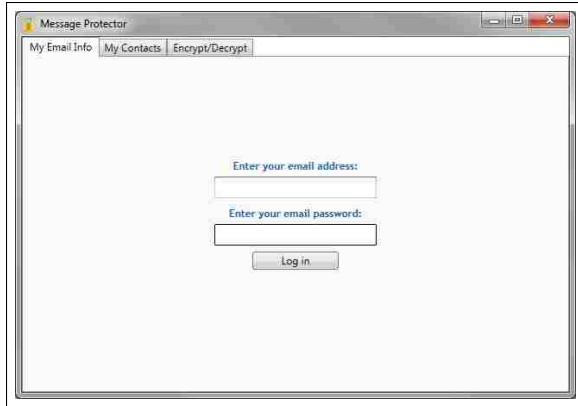 Message Protector
My Email Info My Contacts Encrypt/Decrypt
Enter your email address:
Enter your email password:
Log in